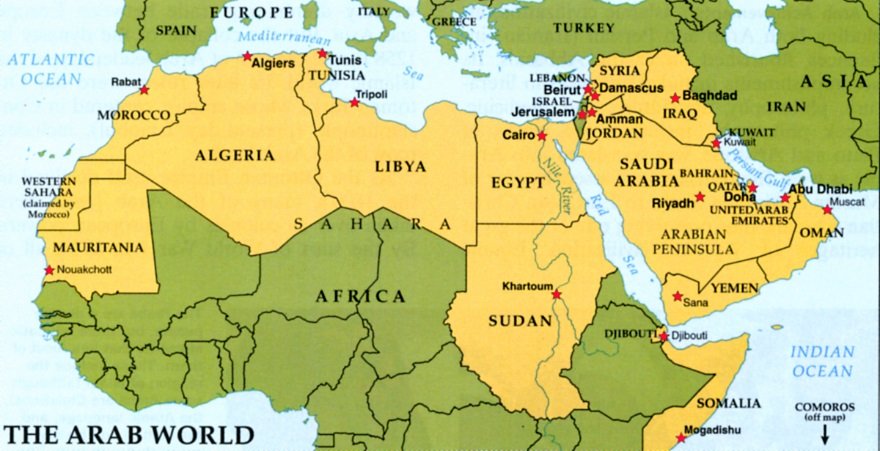 EUROPE
ITALY
SPAIN
GREECE
TURKEY
Mediterranean
Sea
ATLANTIC
OCEAN
Algiers
Tunis
TUNISIA
Rabat
Tripoli
MOROCCO
ALGERIA
LIBYA
LEBANON
Beirut
ISRAEL
Jerusalem
SYRIA
Damascus
Baghdad
IRAQ
ASIA
IRAN
Amman
JORDAN
Cairo
EGYPT
Nile River
KUWAIT
Kuwait
SAUDI
ARABIA
BAHRAIN
QATAR
Doha
Persian Gulf
Abu Dhabi
Muscat
Riyadh
UNITED ARAB
EMIRATES
OMAN
ARABIAN
PENINSULA
Red
Sea
WESTERN
SAHARA
(claimed by
Morocco)
SAHARA
MAURITANIA
Nouakchott
AFRICA
Khartoum
SUDAN
YEMEN
Sana
DJIBOUTI
Djibouti
INDIAN
OCEAN
SOMALIA
Mogadishu
COMOROS
(off map)
THE ARAB WORLD